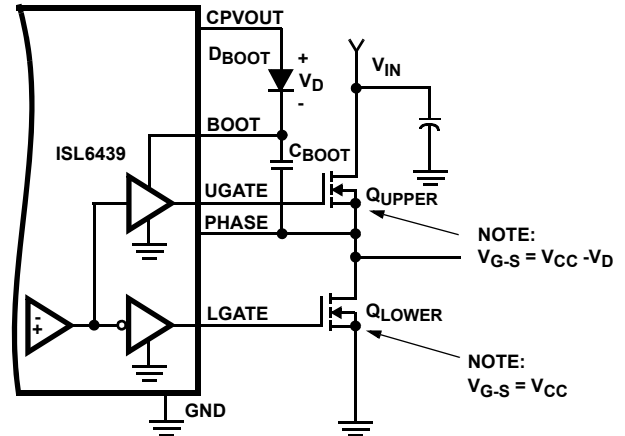 CPVOUT
DBOOT
+
VD
-
VIN
BOOT
CBOOT
ISL6439
UGATE
QUPPER
PHASE
NOTE:
VG-S = VCC -VD
- +
LGATE
QLOWER
NOTE:
VG-S = VCC
GND